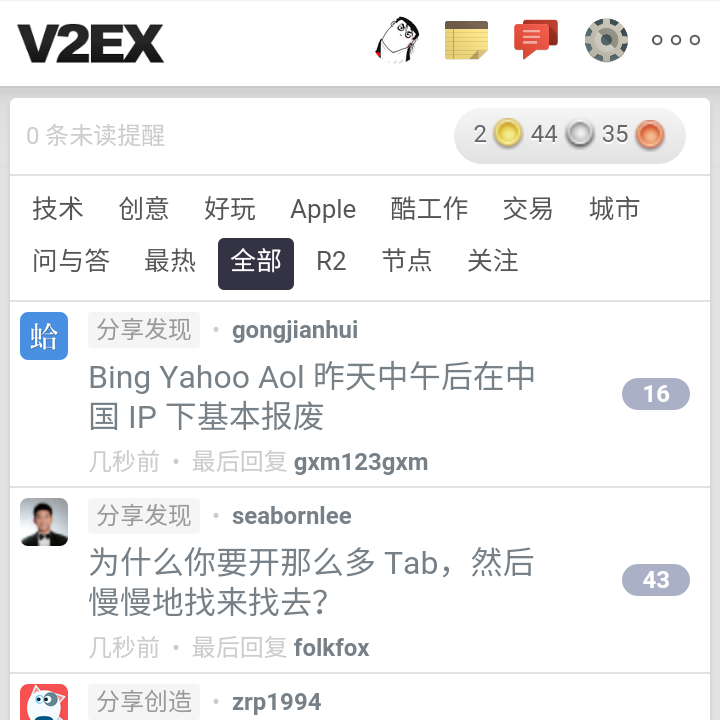 V2EX
0 条未读提醒 2 44 35
技术 创意 好玩 Apple 酷工作 交易 城市
问与答 最热 全部 R2 节点 关注
蛤 分享发现 • gongjianhui
Bing Yahoo Aol 昨天中午后在中
国 IP 下基本报废
16
几秒前 • 最后回复 gxm123gxm
分享发现 • seabornlee
为什么你要开那么多 Tab，然后
慢慢地找来找去？
43
几秒前 • 最后回复 folkfox
分享创造 • zrp1994